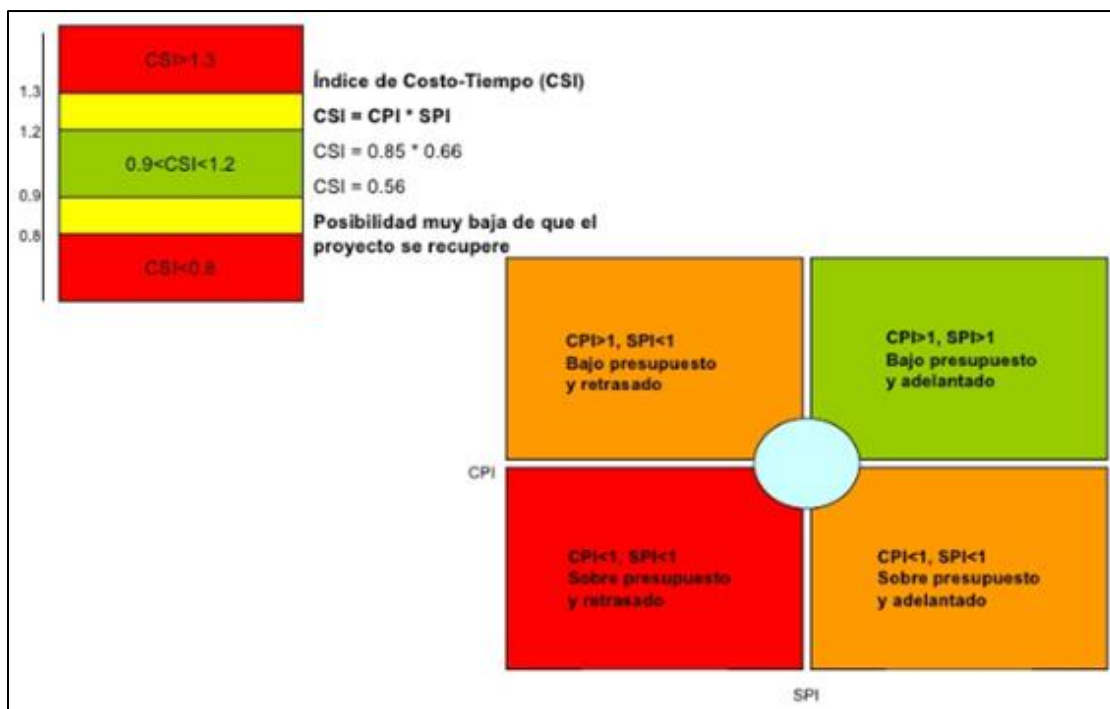 CSI>1.3
1.3
1.2
0.9<CSI<1.2
0.9
0.8
CSI<0.8
Índice de Costo-Tiempo (CSI)
CSI = CPI * SPI
CSI = 0.85 * 0.66
CSI = 0.56
Posibilidad muy baja de que el
proyecto se recupere
CPI>1, SPI<1
Bajo presupuesto
y retrasado
CPI>1, SPI>1
Bajo presupuesto
y adelantado
CPI
CPI<1, SPI<1
Sobre presupuesto
y retrasado
CPI<1, SPI<1
Sobre presupuesto
y adelantado
SPI